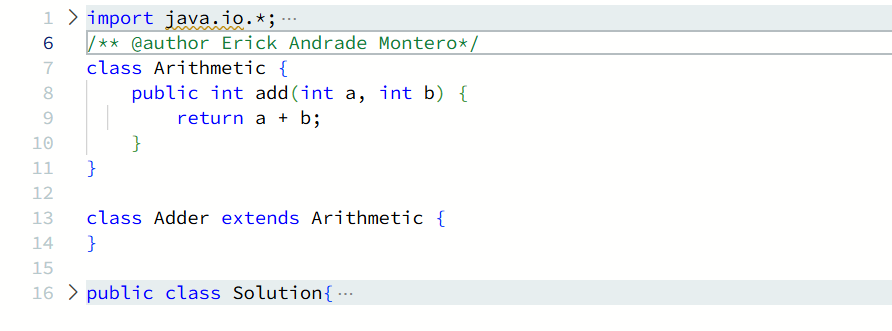 1 import java.io.*; ···
6 /** @author Erick Andrade Montero*/
7 class Arithmetic {
8     public int add(int a, int b) {
9         return a + b;
10     }
11 }
12
13 class Adder extends Arithmetic {
14 }
15
16 public class Solution{ ···